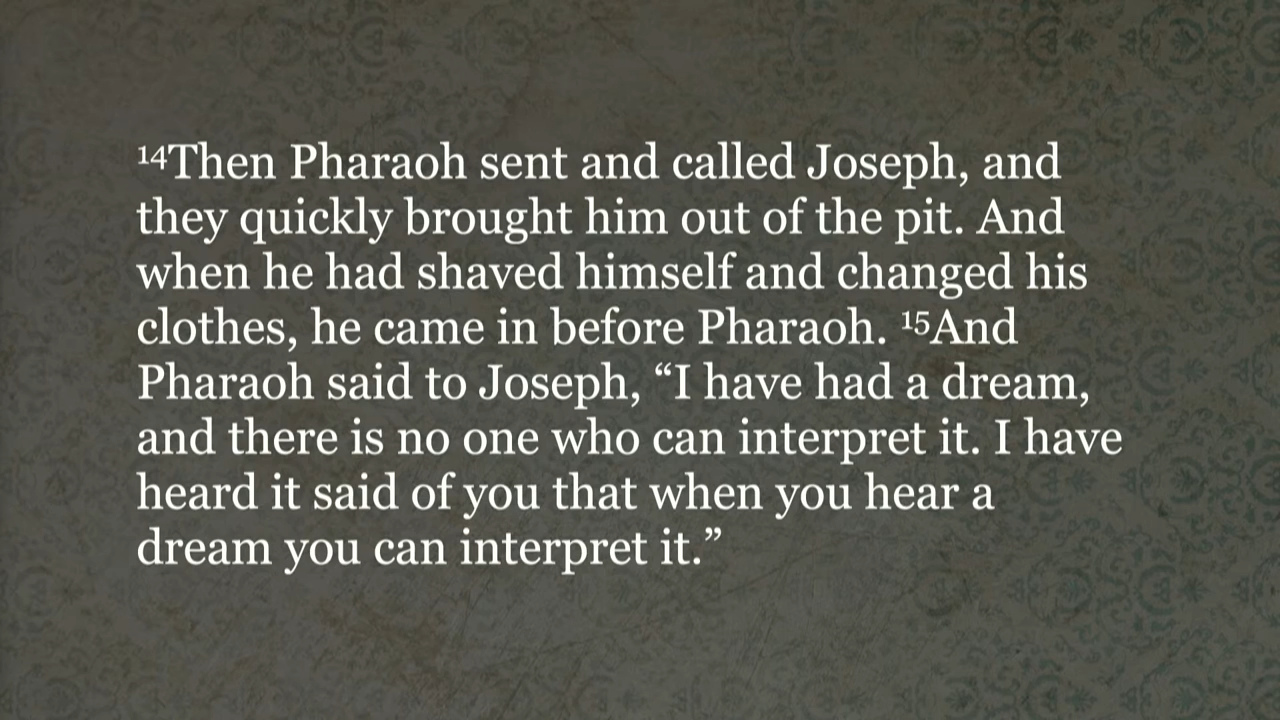 ¹⁴Then Pharaoh sent and called Joseph, and
they quickly brought him out of the pit. And
when he had shaved himself and changed his
clothes, he came in before Pharaoh. ¹⁵And
Pharaoh said to Joseph, “I have had a dream,
and there is no one who can interpret it. I have
heard it said of you that when you hear a
dream you can interpret it.”